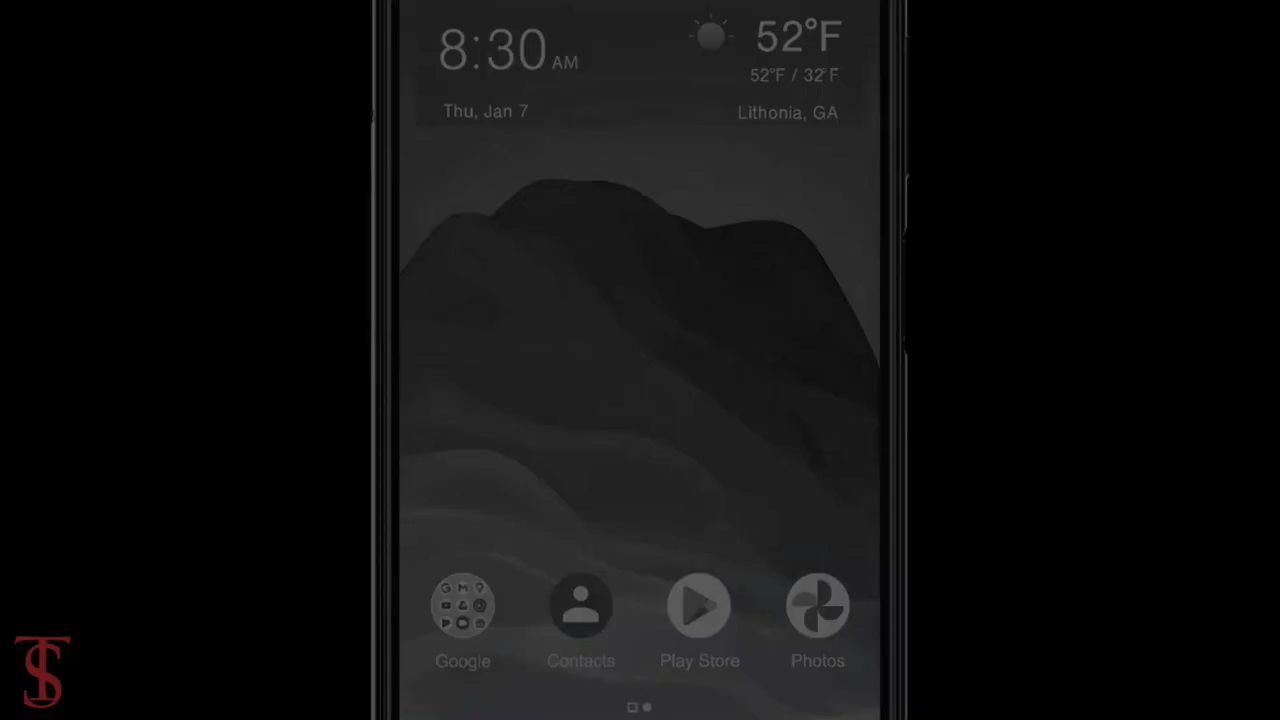 8:30 AM
52°F
52°F / 32°F
Thu, Jan 7
Lithonia, GA
Google
Contacts
Play Store
Photos